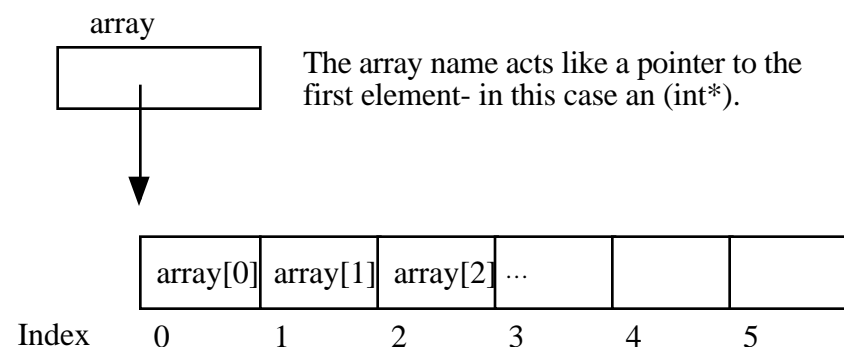 array
The array name acts like a pointer to the
first element- in this case an (int*).
array[0] array[1] array[2] ...
Index 0 1 2 3 4 5